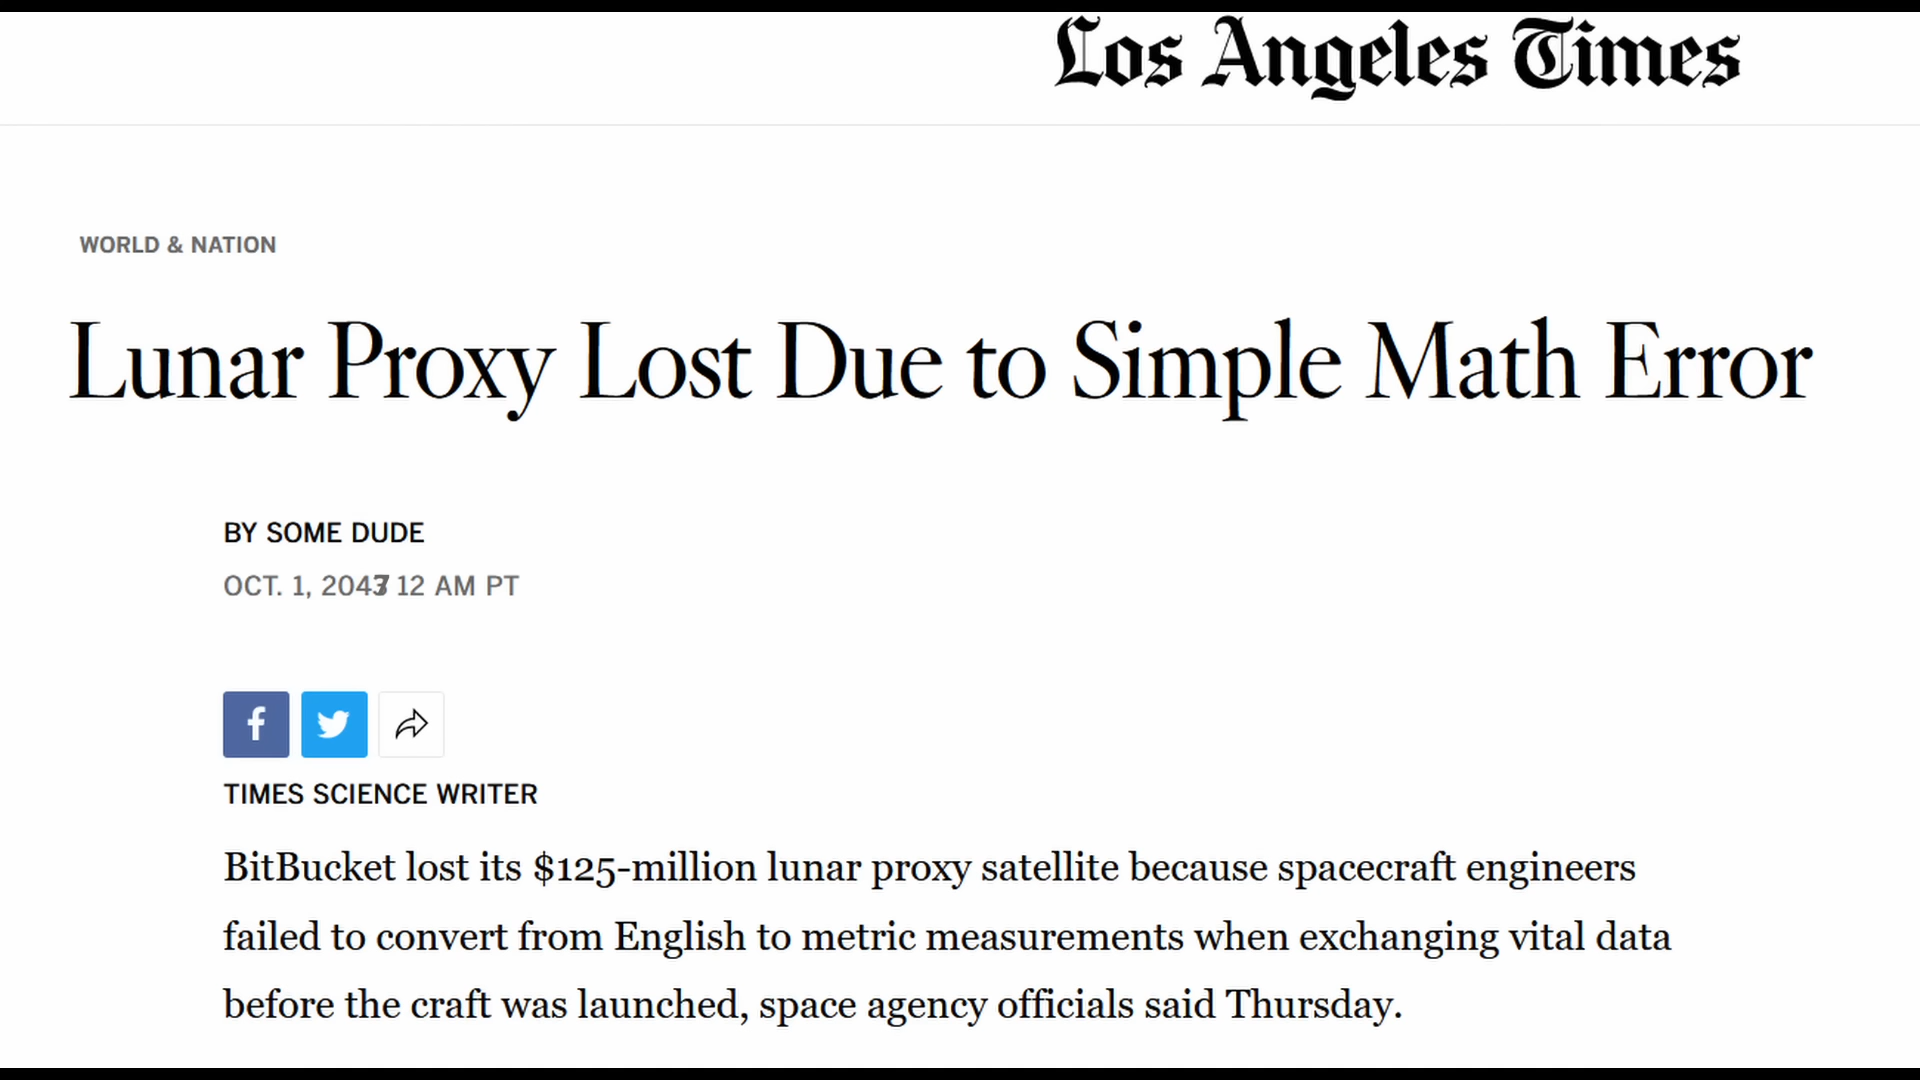 Los Angeles Times
WORLD & NATION
Lunar Proxy Lost Due to Simple Math Error
BY SOME DUDE
OCT. 1, 12 AM PT
TIMES SCIENCE WRITER
BitBucket lost its $125-million lunar proxy satellite because spacecraft engineers
failed to convert from English to metric measurements when exchanging vital data
before the craft was launched, space agency officials said Thursday.